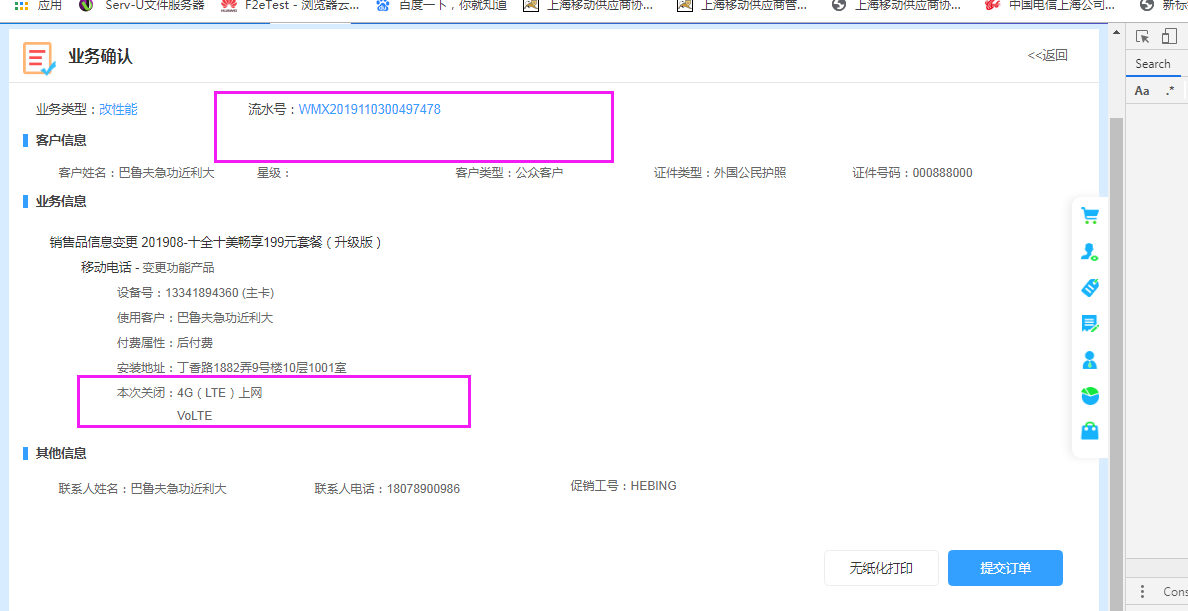 应用 Serv-U文件服务器 F2eTest - 浏览器云... 百度一下，你就知道 上海移动供应商协... 上海移动供应商管... 上海移动供应商协... 中国电信上海公司... 新标
业务确认 <<返回
Search
Aa .*
业务类型：改性能 流水号：WMX2019110300497478
客户信息
客户姓名：巴鲁夫急功近利大 星级： 客户类型：公众客户 证件类型：外国公民护照 证件号码：000888000
业务信息
销售品信息变更 201908-十全十美畅享199元套餐（升级版）
移动电话 - 变更功能产品
设备号：13341894360 (主卡)
使用客户：巴鲁夫急功近利大
付费属性：后付费
安装地址：丁香路1882弄9号楼10层1001室
本次关闭：4G（LTE）上网
VoLTE
其他信息
联系人姓名：巴鲁夫急功近利大 联系人电话：18078900986 促销工号：HEBING
无纸化打印 提交订单
Cons